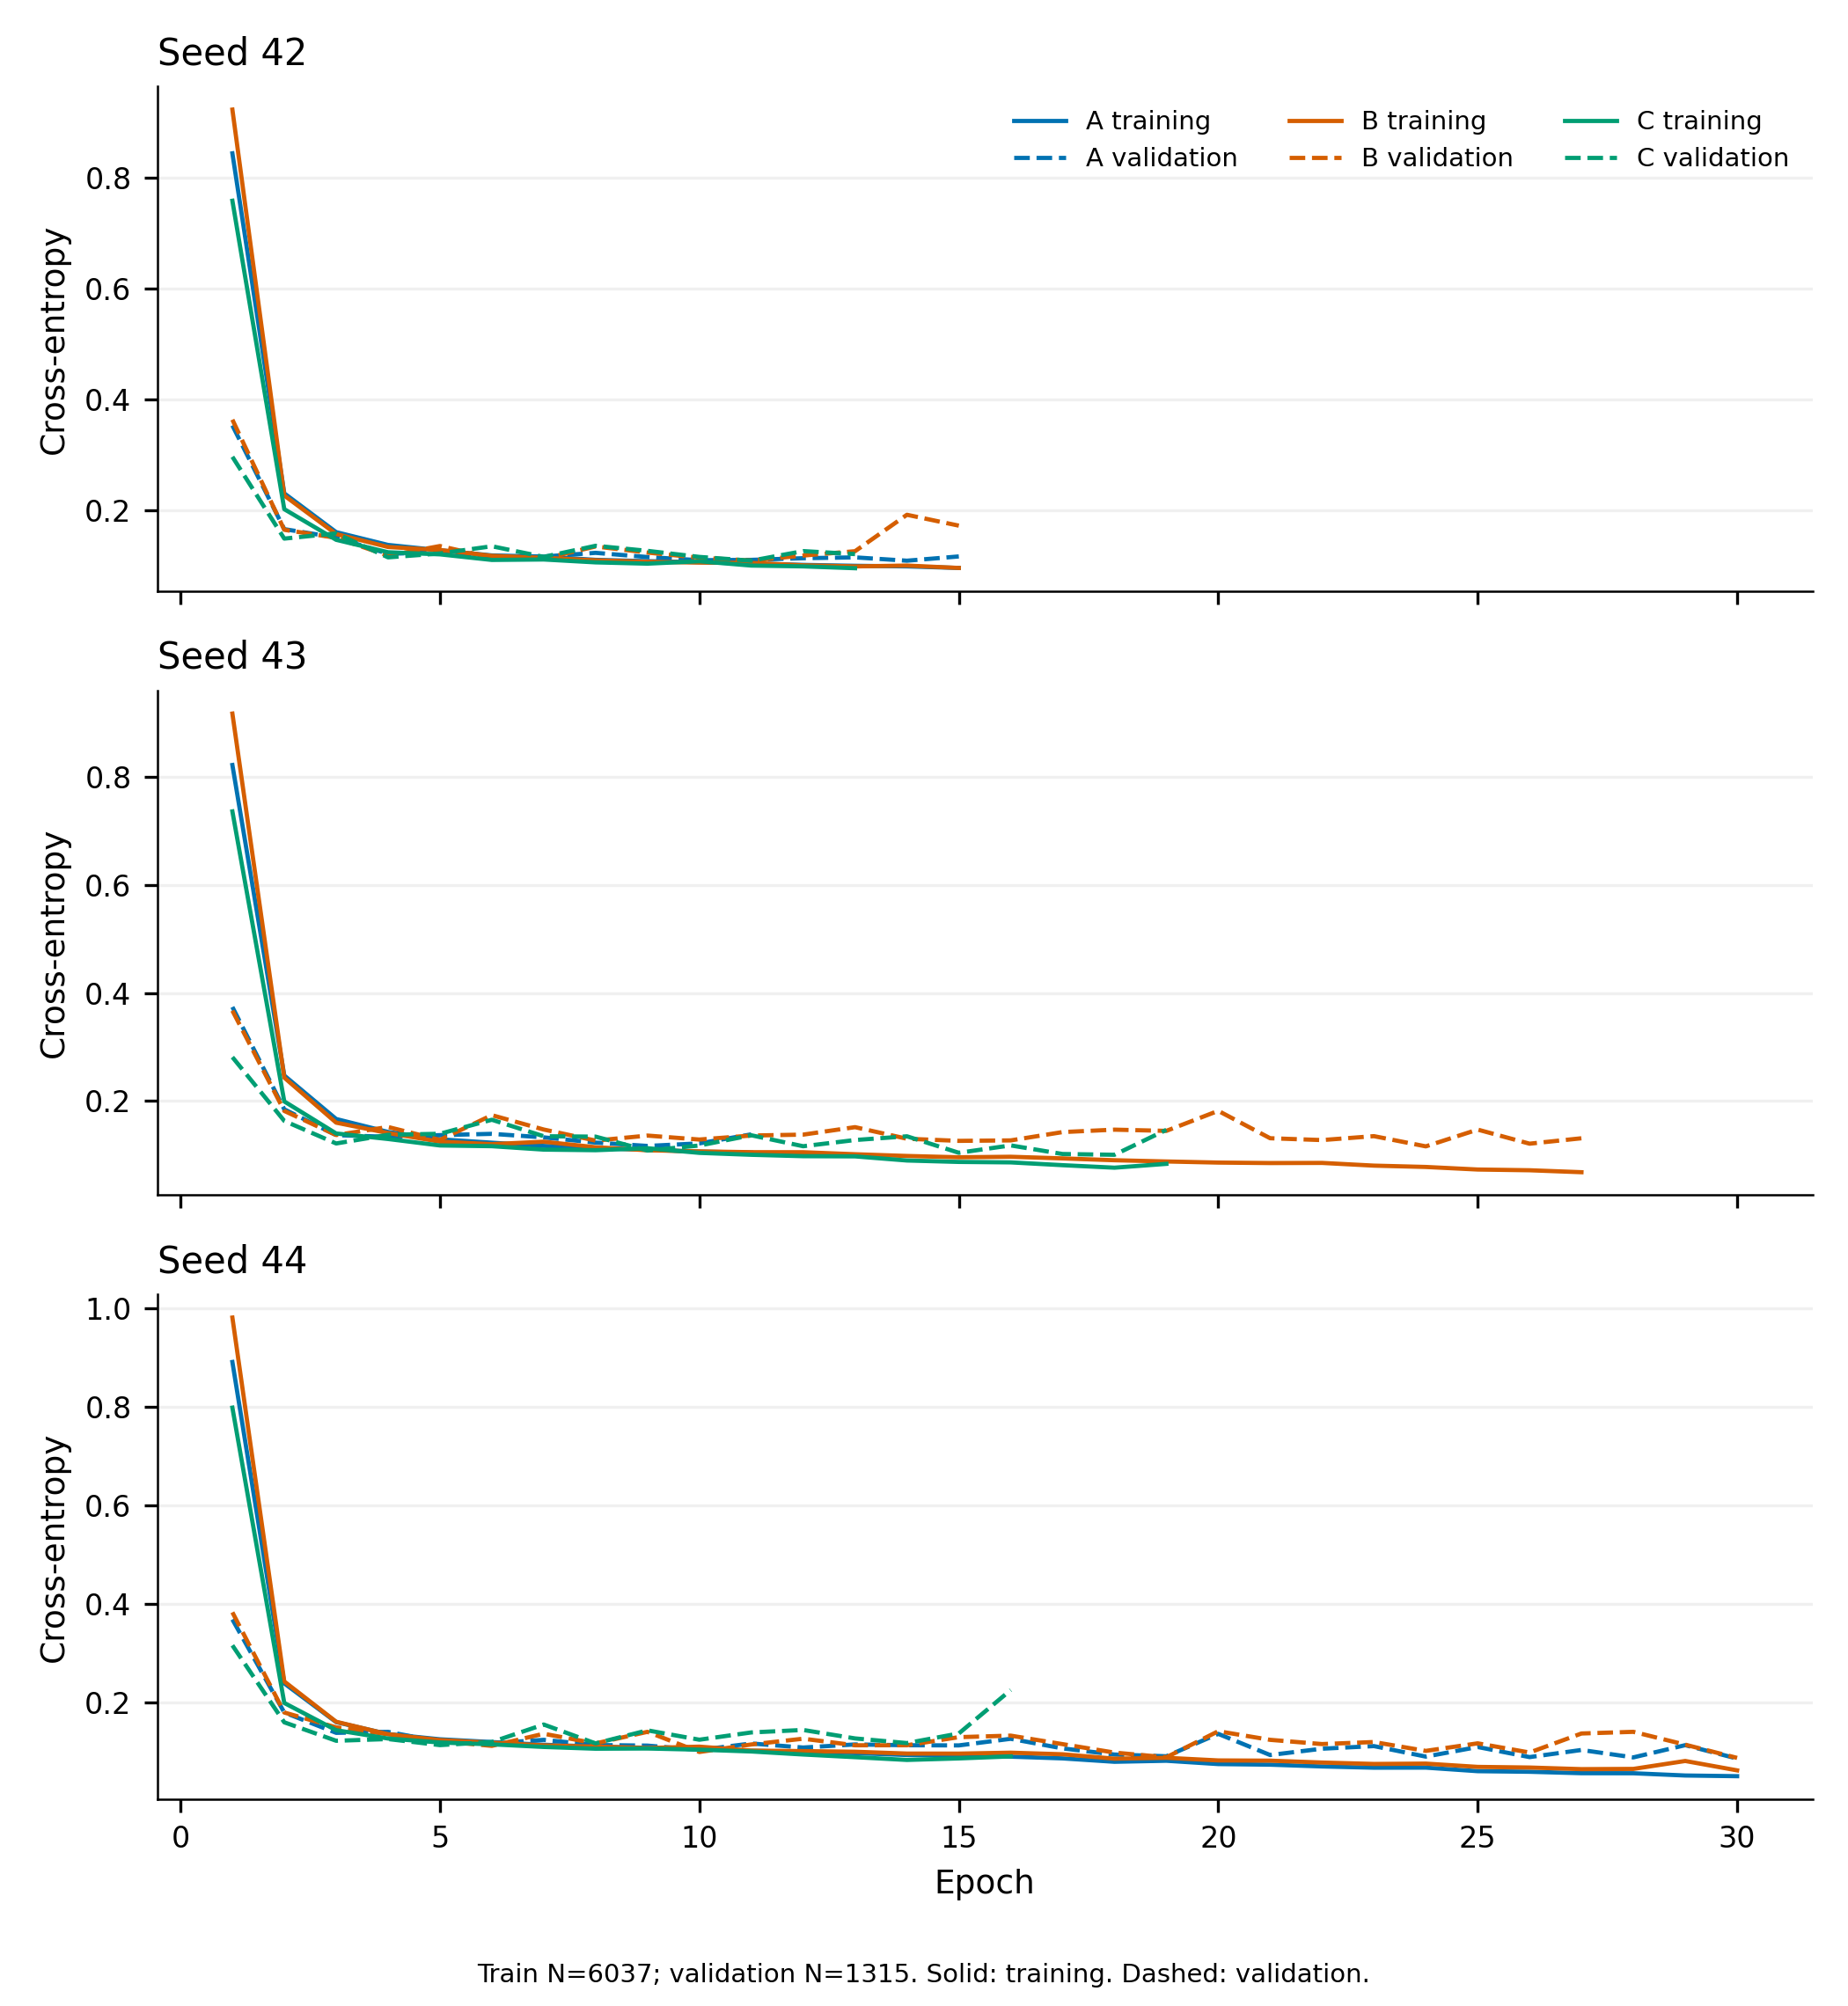 Seed 42
A training B training C training
A validation B validation C validation
0.8
0.6
0.4
0.2
Cross-entropy
Seed 43
0.8
0.6
0.4
0.2
Cross-entropy
Seed 44
1.0
0.8
0.6
0.4
0.2
Cross-entropy
0 5 10 15 20 25 30
Epoch
Train N=6037; validation N=1315. Solid: training. Dashed: validation.